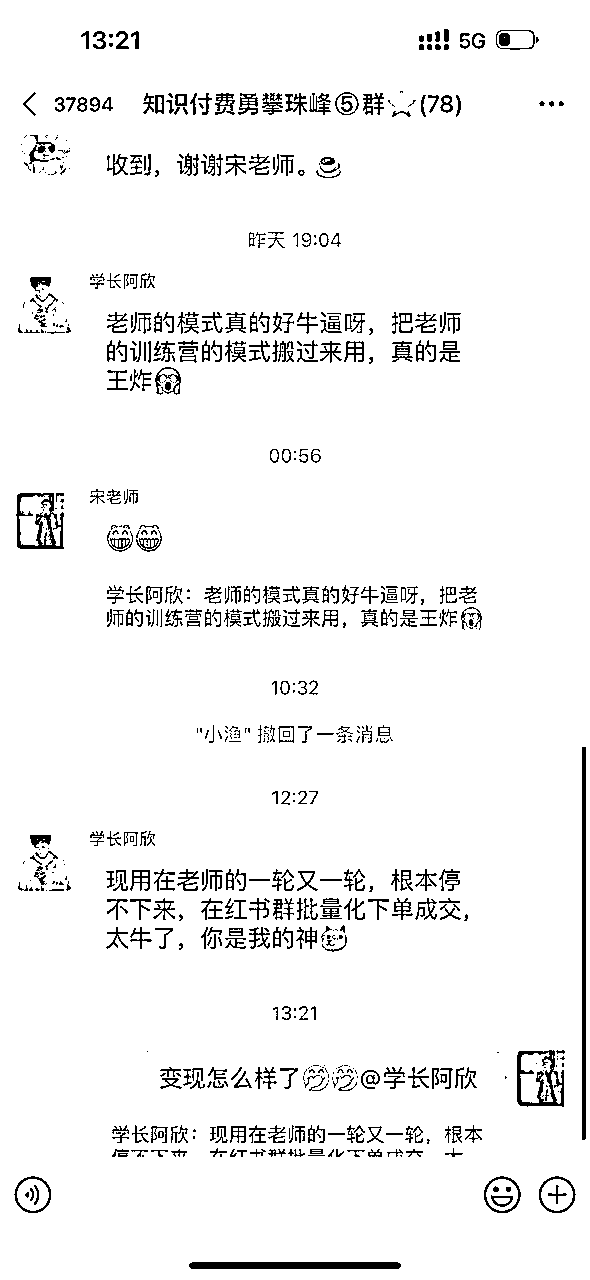 13:21
5G
37894 知识付费勇攀珠峰⑤群 (78)
收到，谢谢宋老师。
昨天 19:04
学长阿欣
老师的模式真的好牛逼呀，把老师
的训练营的模式搬过来用，真的是
王炸
00:56
宋老师
学长阿欣：老师的模式真的好牛逼呀，把老
师的训练营的模式搬过来用，真的是王炸
10:32
"小渔" 撤回了一条消息
12:27
学长阿欣
现用在老师的一轮又一轮，根本停
不下来，在红书群批量化下单成交，
太牛了，你是我的神
13:21
变现怎么样了@学长阿欣
学长阿欣：现用在老师的一轮又一轮，根本